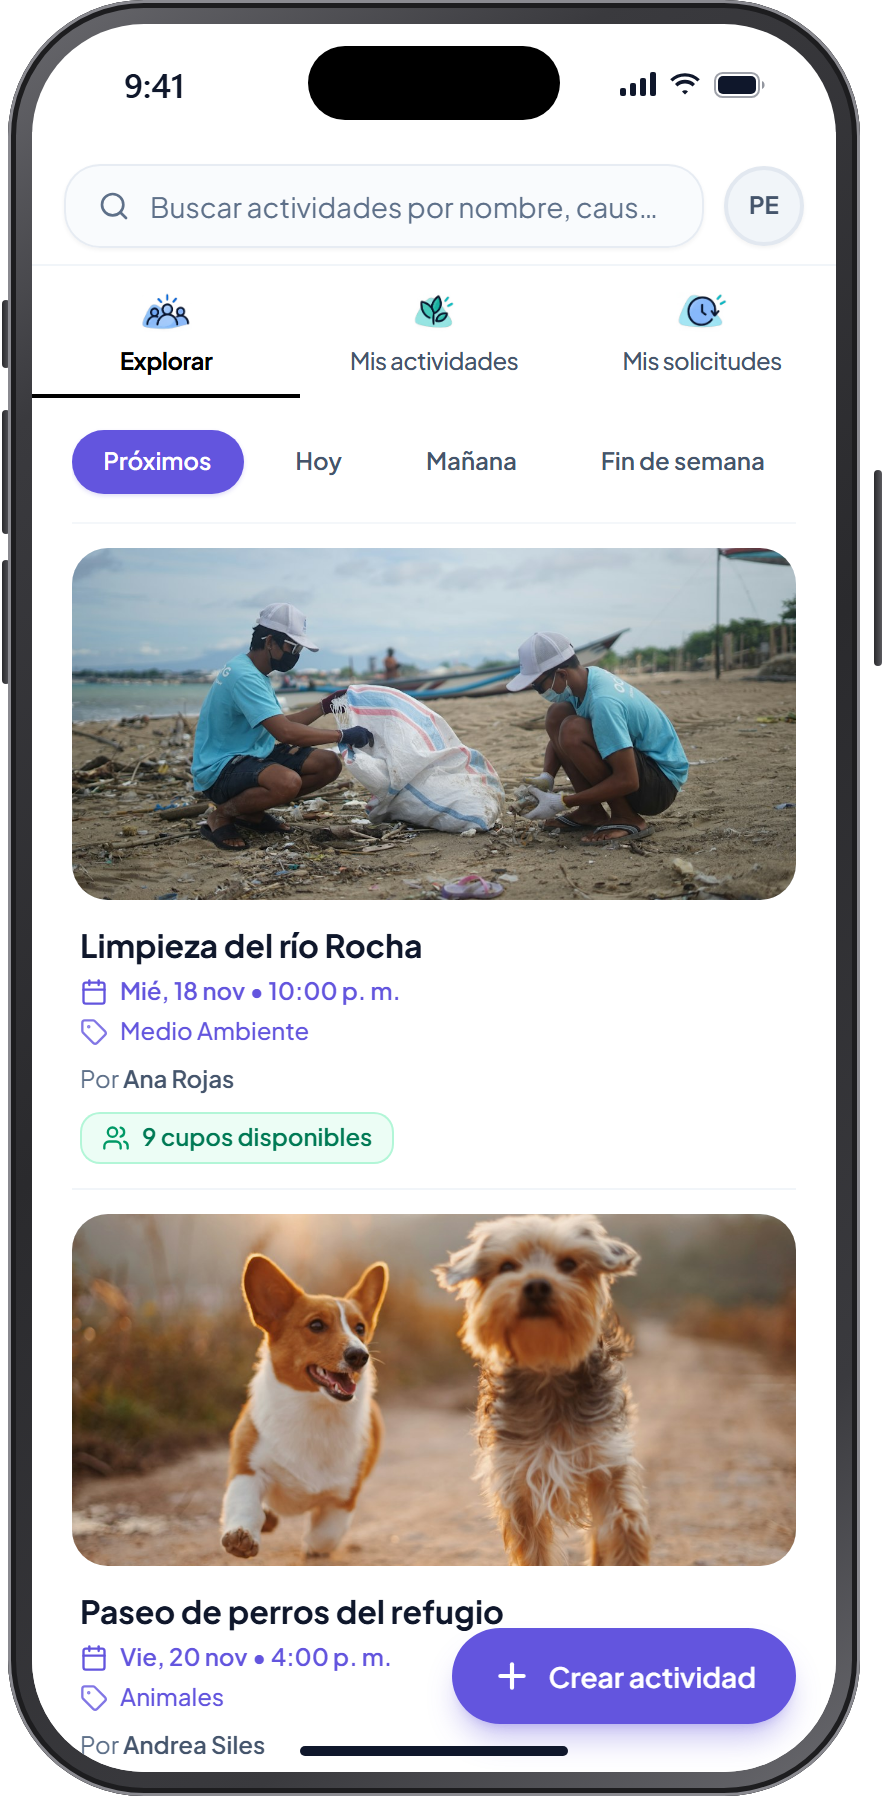 9:41
Buscar actividades por nombre, caus...
PE
Explorar
Mis actividades
Mis solicitudes
Próximos
Hoy
Mañana
Fin de semana
Limpieza del río Rocha
Mié, 18 nov • 10:00 p. m.
Medio Ambiente
Por Ana Rojas
9 cupos disponibles
Paseo de perros del refugio
Vie, 20 nov • 4:00 p. m.
Crear actividad
Animales
Por Andrea Siles